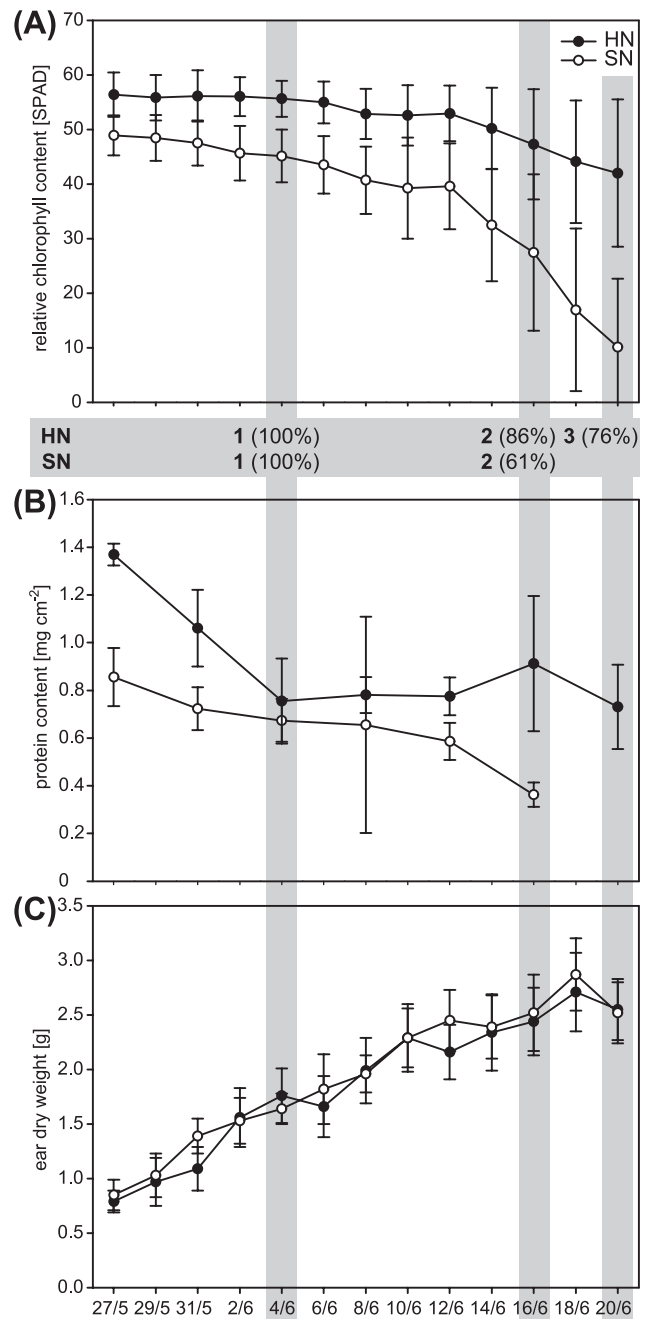 (A)
70
60
50
40
30
20
10
0
relative chlorophyll content [SPAD]
HN
SN
HN 1 (100%) 2 (86%) 3 (76%)
SN 1 (100%) 2 (61%)
(B)
1.6
1.4
1.2
1.0
0.8
0.6
0.4
0.2
0
protein content [mg cm-2]
(C)
3.5
3.0
2.5
2.0
1.5
1.0
0.5
0.0
ear dry weight [g]
27/5 29/5 31/5 2/6 4/6 6/6 8/6 10/6 12/6 14/6 16/6 18/6 20/6